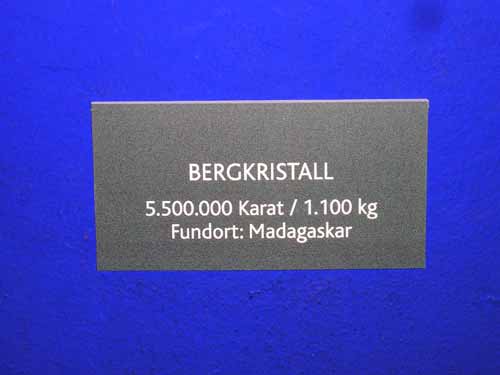 BERGKRISTALL
5.500.000 Karat / 1.100 kg
Fundort: Madagaskar